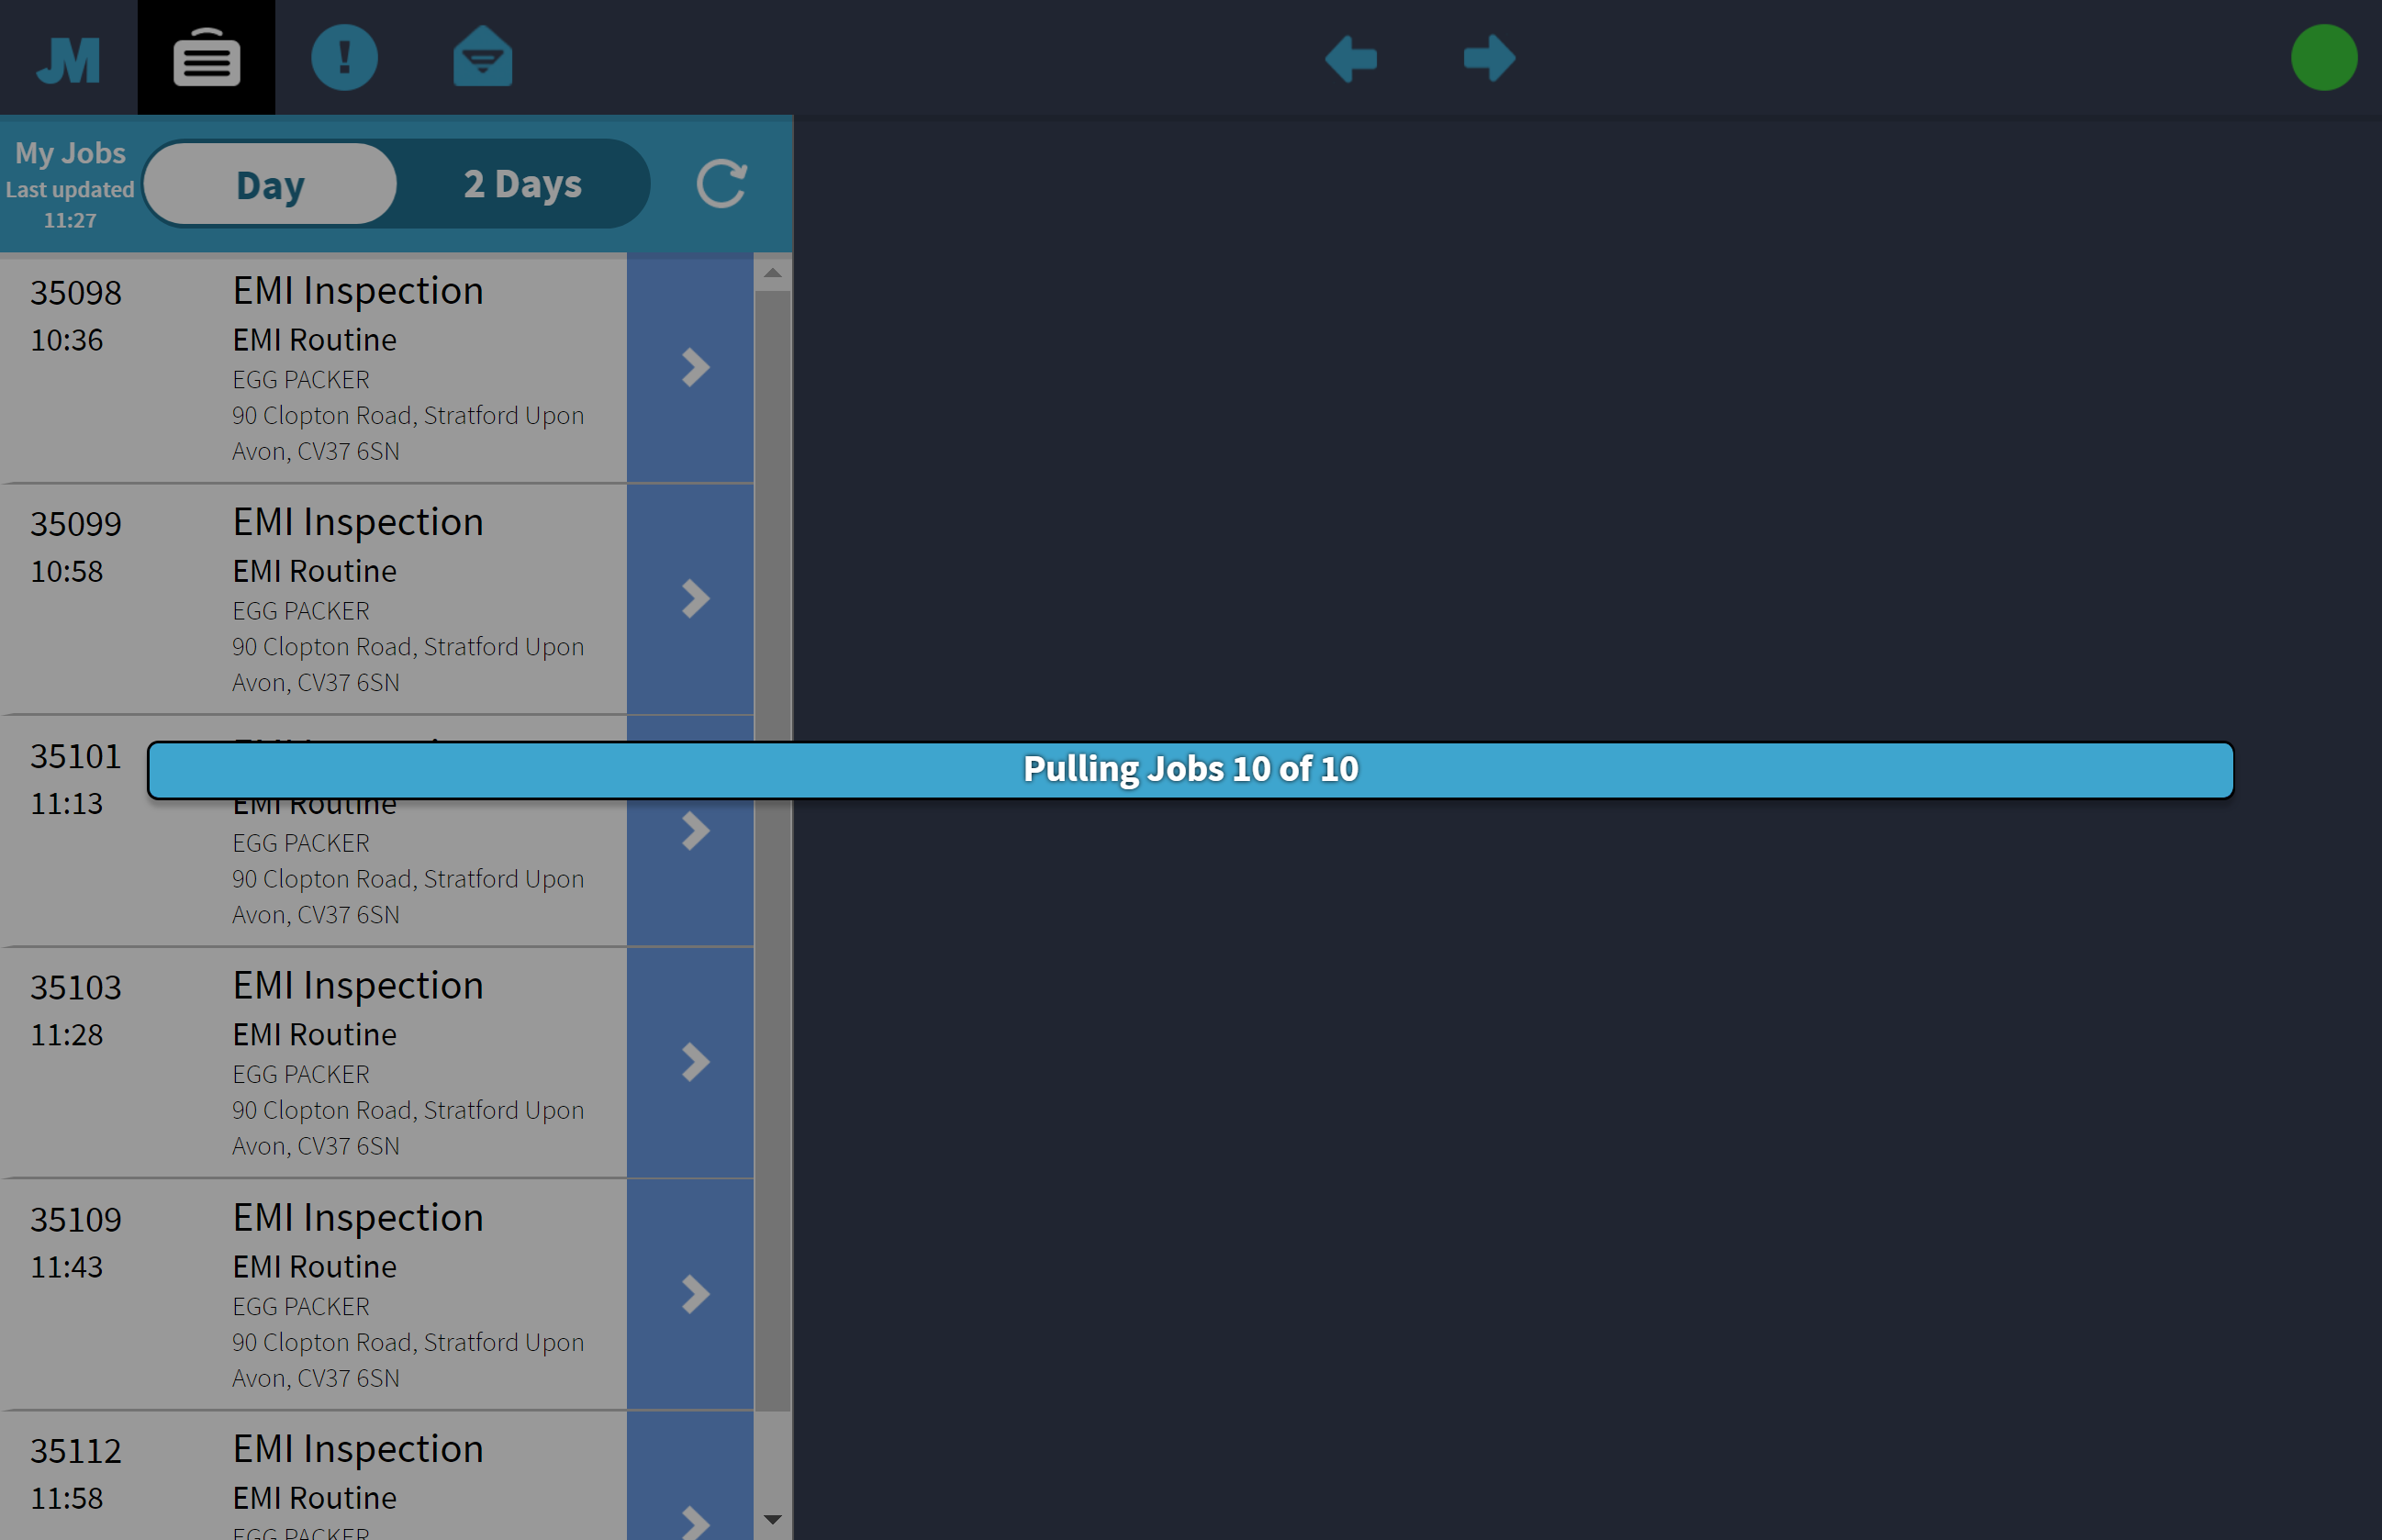 JM
My Jobs
Last updated
11:27
Day
2 Days
35098
EMI Inspection
10:36
EMI Routine
EGG PACKER
90 Clopton Road, Stratford Upon
Avon, CV37 6SN
35099
EMI Inspection
10:58
EMI Routine
EGG PACKER
90 Clopton Road, Stratford Upon
Avon, CV37 6SN
35101
Pulling Jobs 10 of 10
11:13
EMI Routine
EGG PACKER
90 Clopton Road, Stratford Upon
Avon, CV37 6SN
35103
EMI Inspection
11:28
EMI Routine
EGG PACKER
90 Clopton Road, Stratford Upon
Avon, CV37 6SN
35109
EMI Inspection
11:43
EMI Routine
EGG PACKER
90 Clopton Road, Stratford Upon
Avon, CV37 6SN
35112
EMI Inspection
11:58
EMI Routine
EGG PACKER